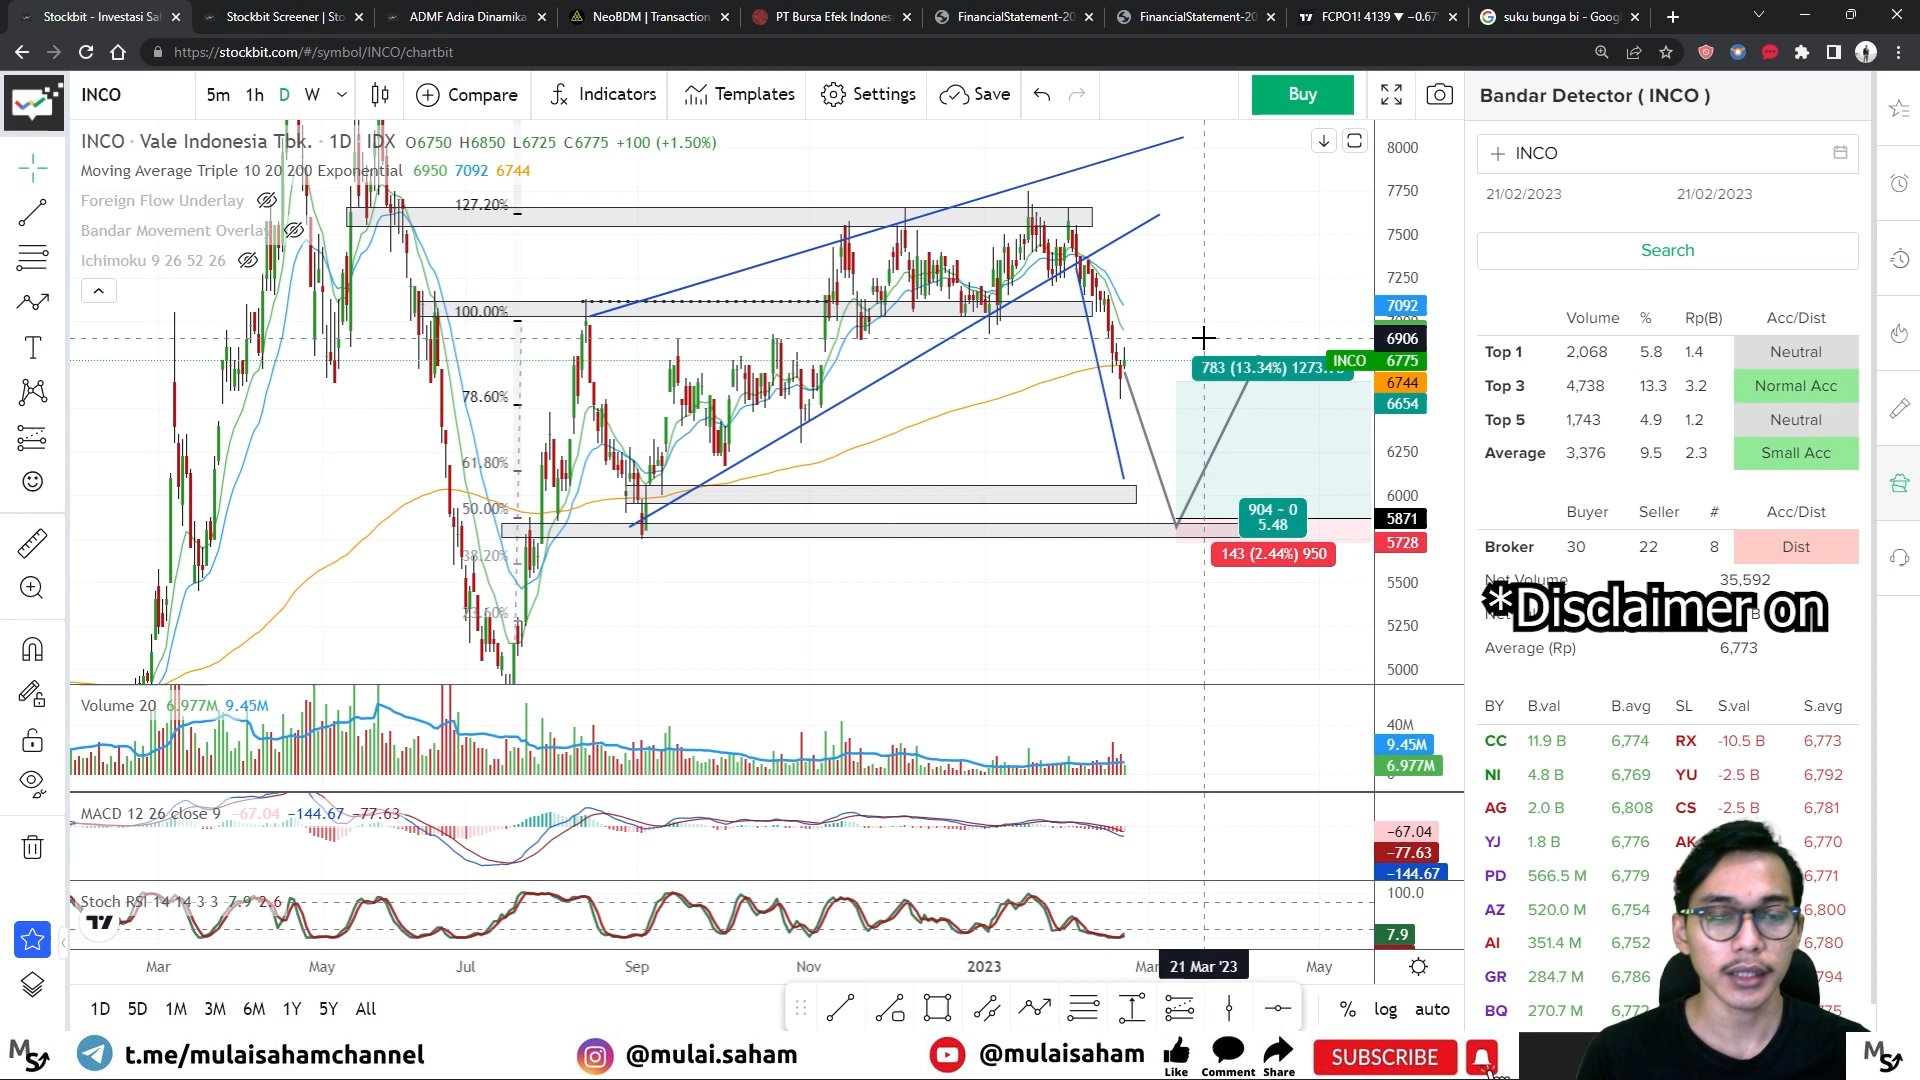 Stockbit - Investasi Sah
Stockbit Screener | Sto
ADMF Adira Dinamika
NeoBDM | Transaction
PT Bursa Efek Indones
FinancialStatement-20
FinancialStatement-20
FCPO1! 4139 ▼ −0.67
suku bunga bi - Goog
https://stockbit.com/#/symbol/INCO/chartbit
INCO
5m 1h D W
Compare
Indicators
Templates
Settings
Save
Buy
Bandar Detector ( INCO )
INCO · Vale Indonesia Tbk. · 1D · IDX O6750 H6850 L6725 C6775 +100 (+1.50%)
Moving Average Triple 10 20 200 Exponential 6950 7092 6744
Foreign Flow Underlay
Bandar Movement Overlay
Ichimoku 9 26 52 26
127.20%
100.00%
78.60%
61.80%
50.00%
38.20%
23.60%
783 (13.34%) 1273.
904 ~ 0
5.48
143 (2.44%) 950
8000
7750
7500
7250
7092
6906
INCO 6775
6744
6654
6250
6000
5871
5728
5500
5250
5000
Volume 20 6.977M 9.45M
40M
9.45M
6.977M
0
MACD 12 26 close 9 −67.04 −144.67 −77.63
−67.04
−77.63
−144.67
Stoch RSI 14 14 3 3 7.9 2.6
100.0
7.9
Mar May Jul Sep Nov 2023 Mar 21 Mar '23 May
1D 5D 1M 3M 6M 1Y 5Y All
% log auto
+ INCO
21/02/2023 21/02/2023
Search
Volume % Rp(B) Acc/Dist
Top 1 2,068 5.8 1.4 Neutral
Top 3 4,738 13.3 3.2 Normal Acc
Top 5 1,743 4.9 1.2 Neutral
Average 3,376 9.5 2.3 Small Acc
Buyer Seller # Acc/Dist
Broker 30 22 8 Dist
Net Volume 35,592
*Disclaimer on
Average (Rp) 6,773
BY B.val B.avg SL S.val S.avg
CC 11.9 B 6,774 RX -10.5 B 6,773
NI 4.8 B 6,769 YU -2.5 B 6,792
AG 2.0 B 6,808 CS -2.5 B 6,781
YJ 1.8 B 6,776 AK 6,770
PD 566.5 M 6,779 6,771
AZ 520.0 M 6,754 6,800
AI 351.4 M 6,752 6,780
GR 284.7 M 6,786
BQ 270.7 M
t.me/mulaisahamchannel
@mulai.saham
@mulaisaham
Like Comment Share
SUBSCRIBE